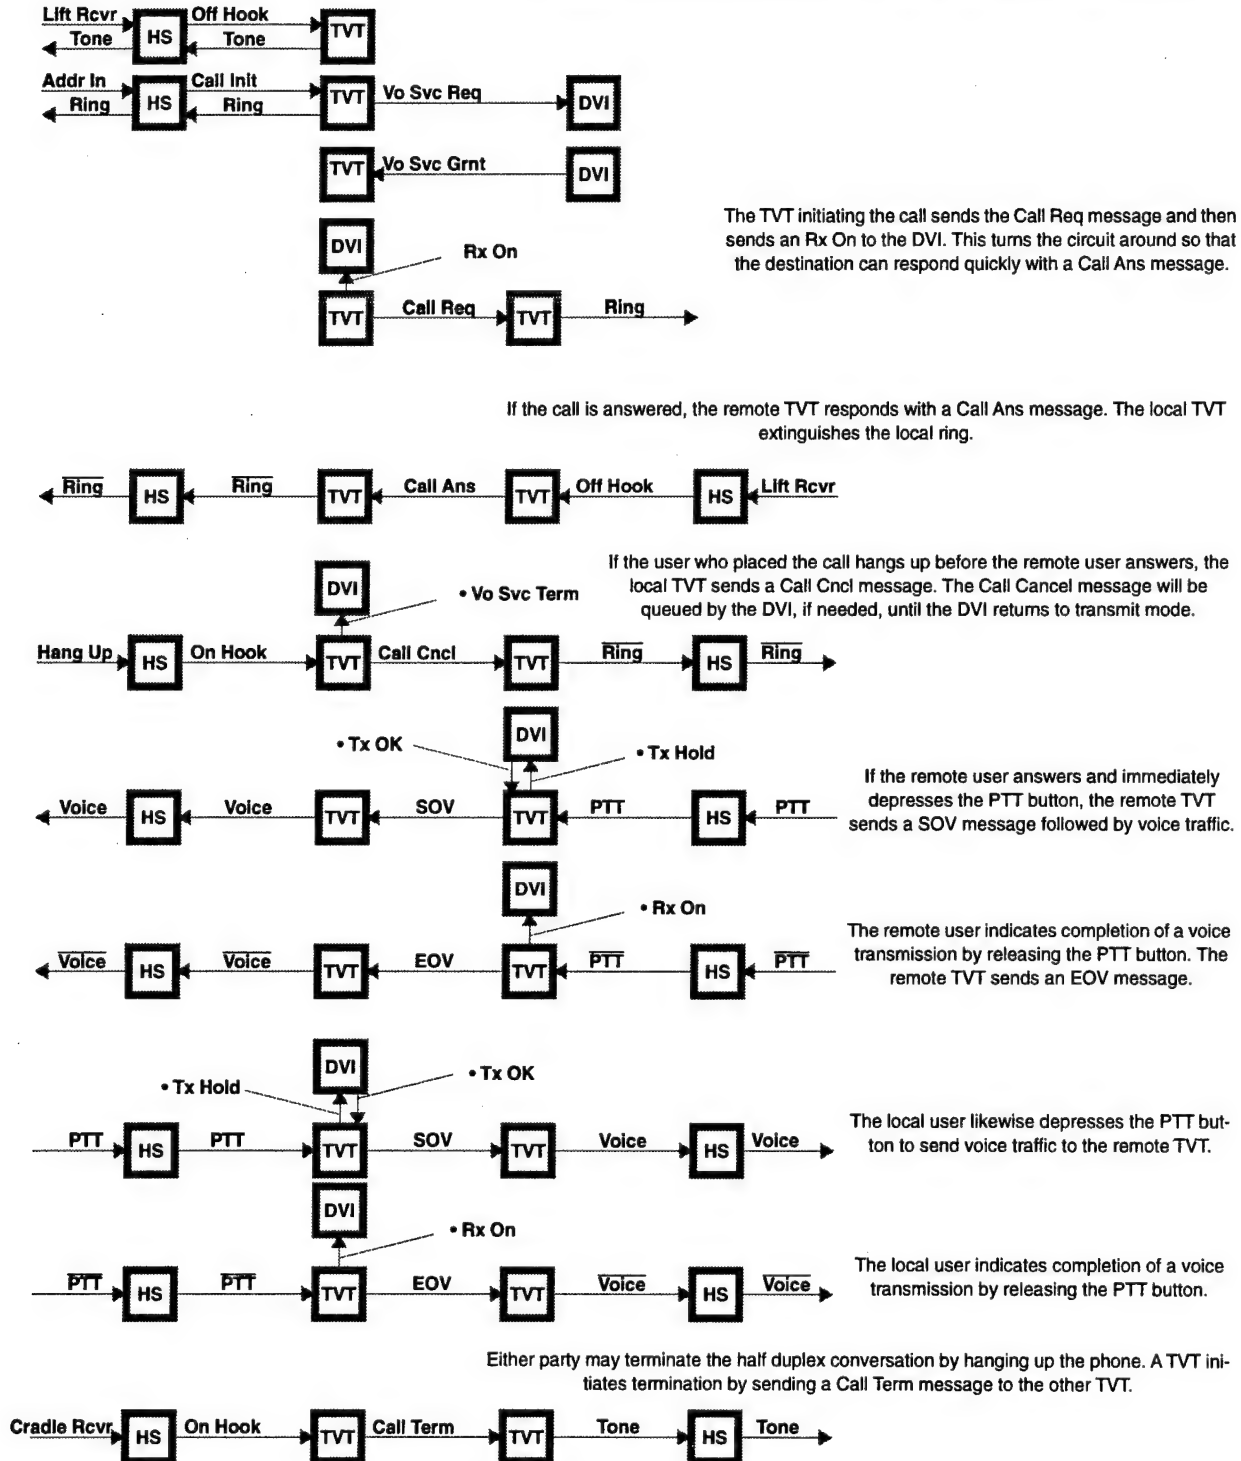 Lift Rcvr Off Hook
Tone HS Tone TVT
Addr In Call Init
Ring HS Ring TVT Vo Svc Req DVI
TVT Vo Svc Grnt DVI
The TVT initiating the call sends the Call Req message and then
sends an Rx On to the DVI. This turns the circuit around so that
the destination can respond quickly with a Call Ans message.
DVI Rx On
TVT Call Req TVT Ring
If the call is answered, the remote TVT responds with a Call Ans message. The local TVT
extinguishes the local ring.
Ring HS Ring TVT Call Ans TVT Off Hook HS Lift Rcvr
If the user who placed the call hangs up before the remote user answers, the
local TVT sends a Call Cncl message. The Call Cancel message will be
queued by the DVI, if needed, until the DVI returns to transmit mode.
DVI • Vo Svc Term
Hang Up HS On Hook TVT Call Cncl TVT Ring HS Ring
• Tx OK DVI • Tx Hold
Voice HS Voice TVT SOV TVT PTT HS PTT
If the remote user answers and immediately
depresses the PTT button, the remote TVT
sends a SOV message followed by voice traffic.
DVI • Rx On
Voice HS Voice TVT EOV TVT PTT HS PTT
The remote user indicates completion of a voice
transmission by releasing the PTT button. The
remote TVT sends an EOV message.
• Tx Hold DVI • Tx OK
PTT HS PTT TVT SOV TVT Voice HS Voice
The local user likewise depresses the PTT but-
ton to send voice traffic to the remote TVT.
DVI • Rx On
PTT HS PTT TVT EOV TVT Voice HS Voice
The local user indicates completion of a voice
transmission by releasing the PTT button.
Either party may terminate the half duplex conversation by hanging up the phone. A TVT ini-
tiates termination by sending a Call Term message to the other TVT.
Cradle Rcvr HS On Hook TVT Call Term TVT Tone HS Tone